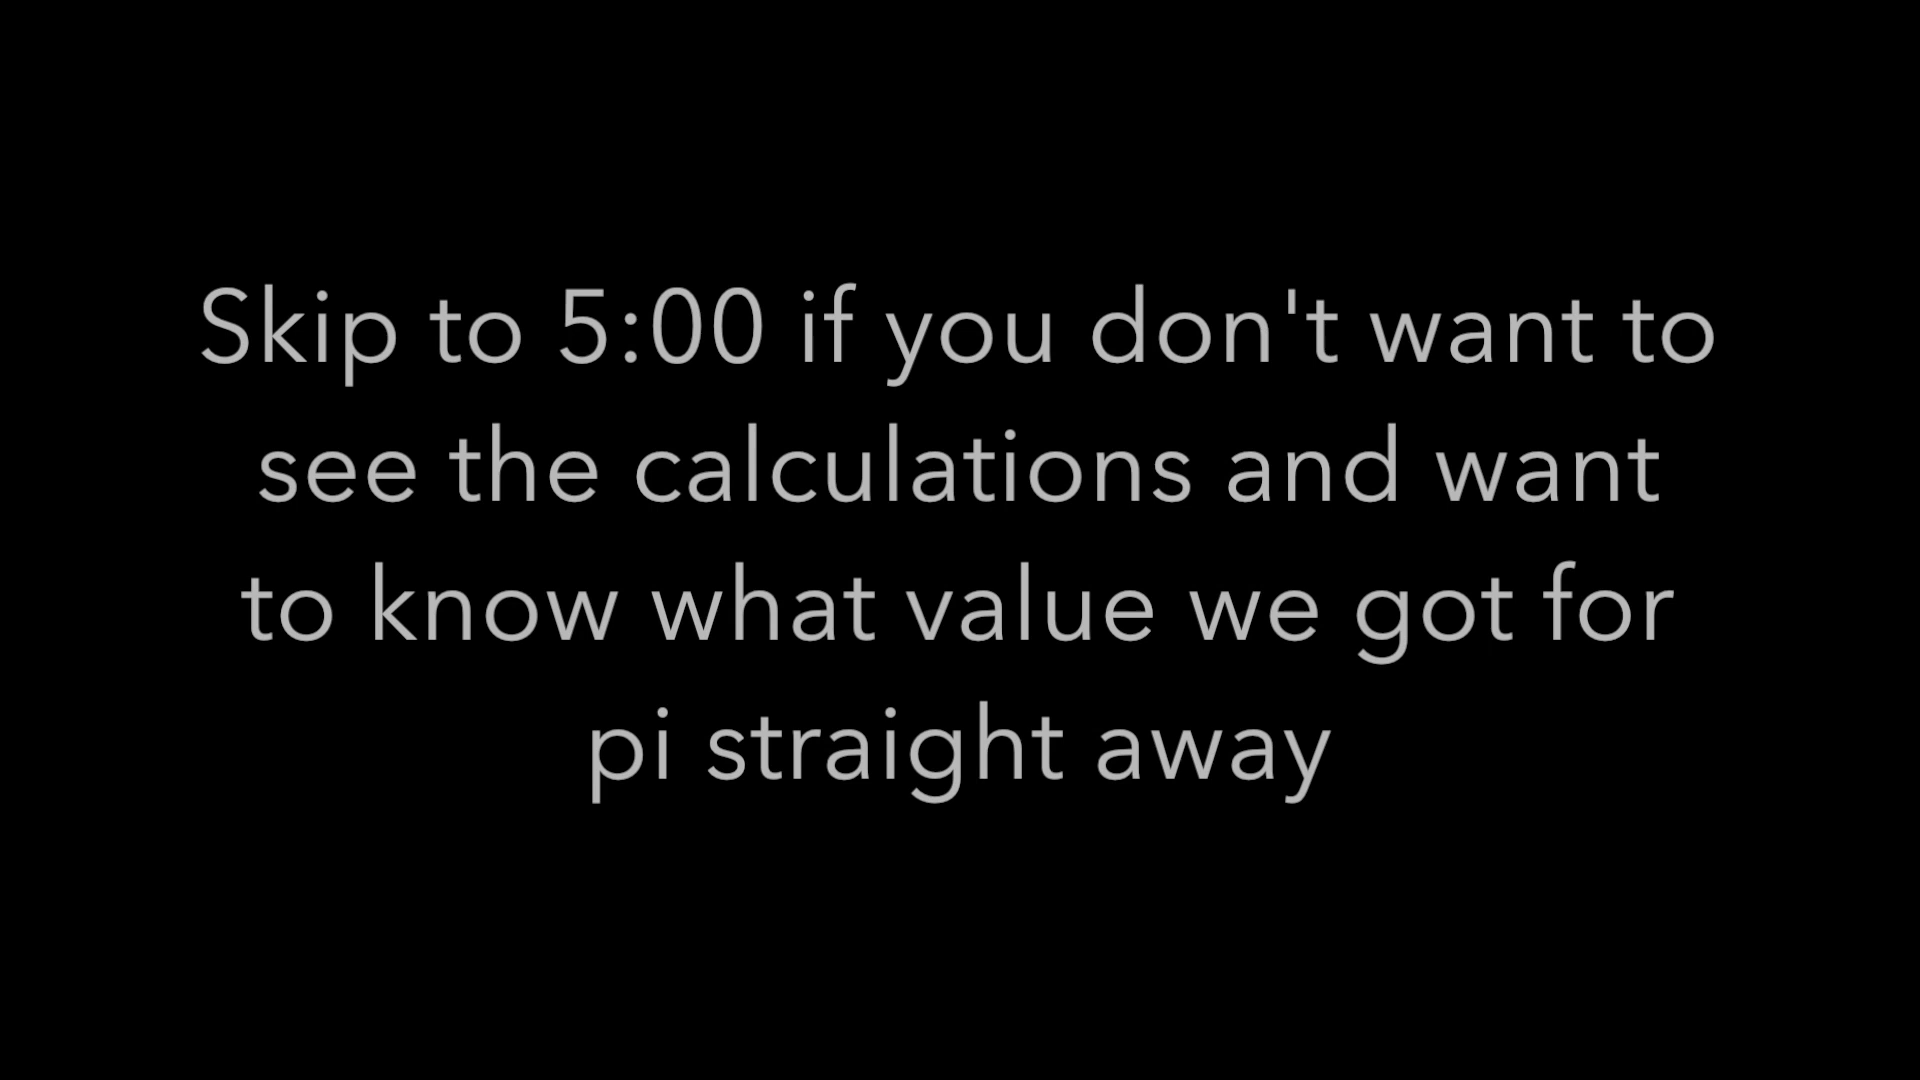 Skip to 5:00 if you don't want to
see the calculations and want
to know what value we got for
pi straight away